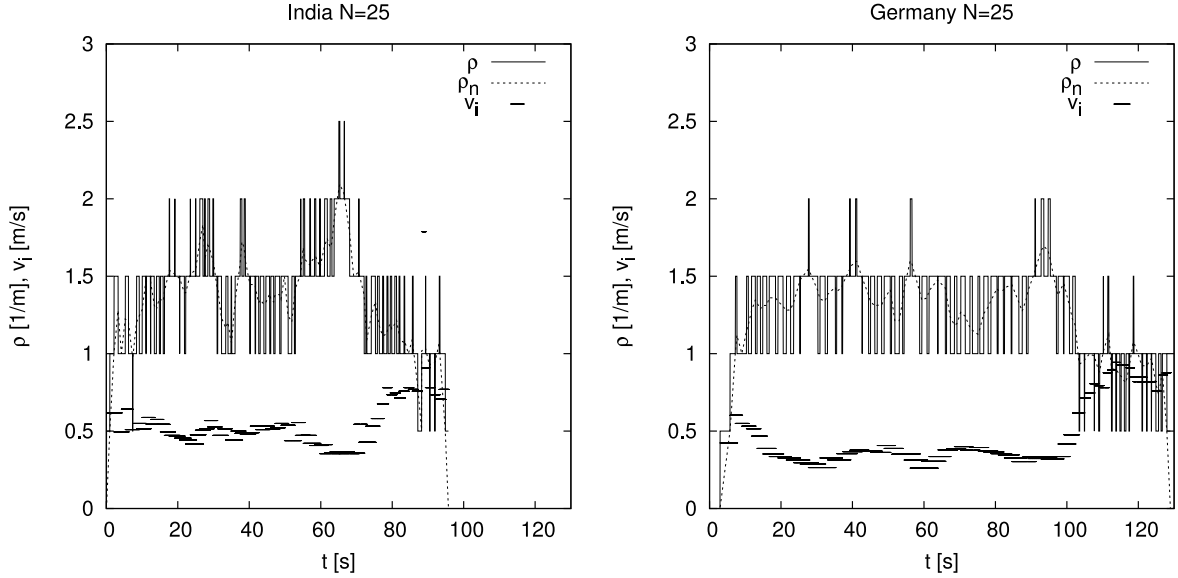 India N=25
3
2.5
2
1.5
1
0.5
0
ρ [1/m], v_i [m/s]
ρ
ρ_n
v_i
0 20 40 60 80 100 120
t [s]
Germany N=25
3
2.5
2
1.5
1
0.5
0
ρ [1/m], v_i [m/s]
ρ
ρ_n
v_i
0 20 40 60 80 100 120
t [s]